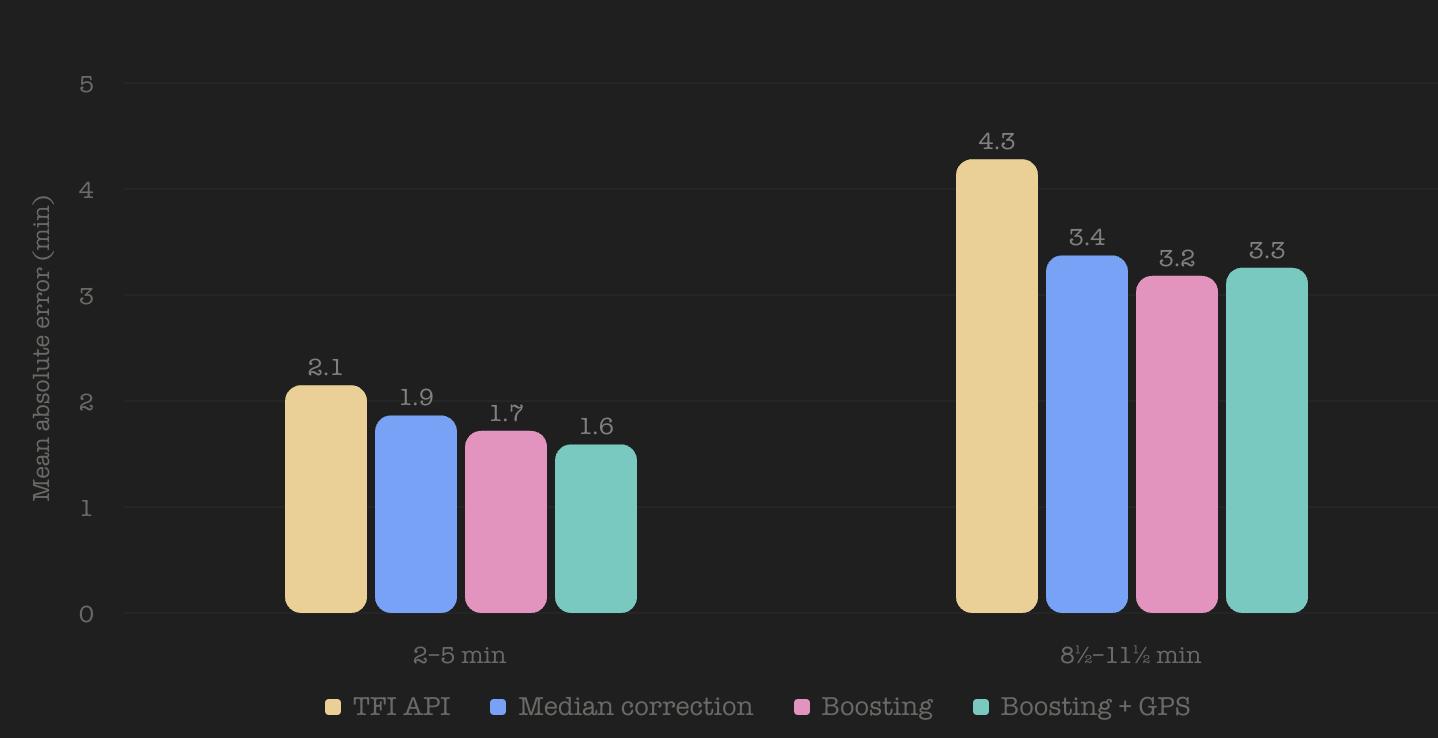 5
4.3
4
3.4
3.3
3.2
3
Mean absolute error (min)
2.1
2
1.9
1.7
1.6
1
0
2–5 min
8½–11½ min
TFI API
Median correction
Boosting
Boosting + GPS